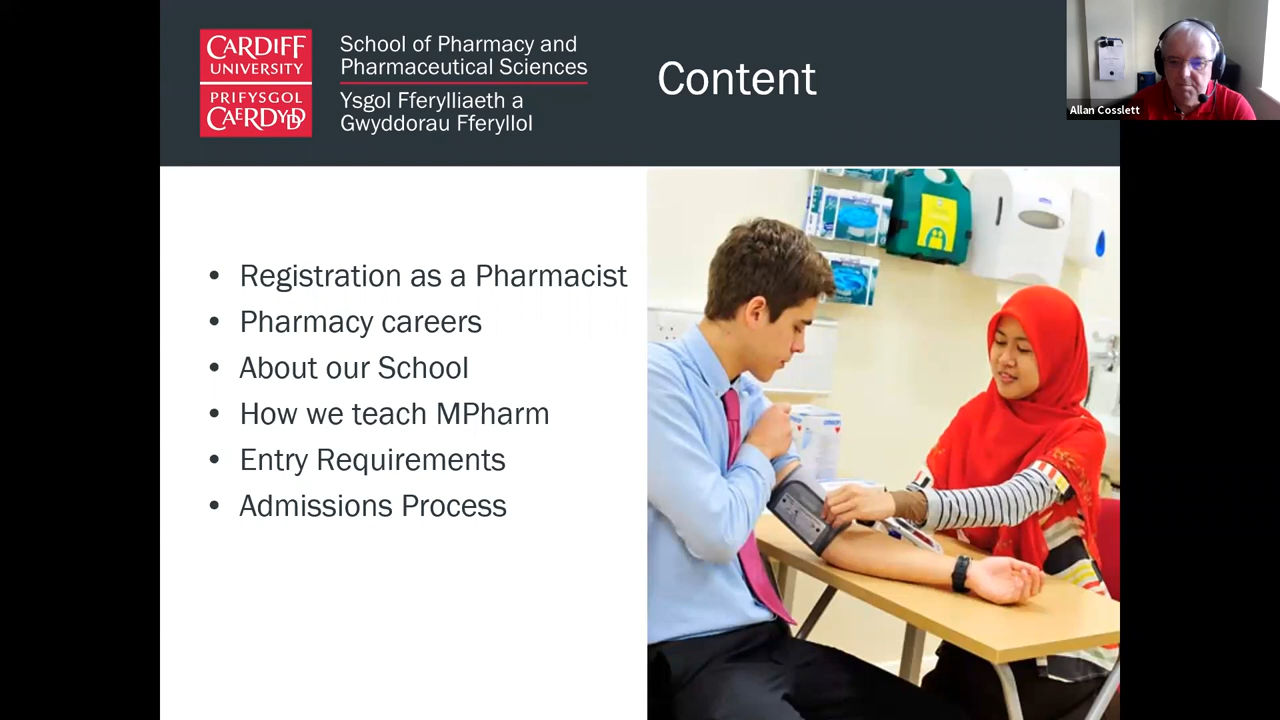 CARDIFF
UNIVERSITY
PRIFYSGOL
CAERDYDD
School of Pharmacy and
Pharmaceutical Sciences
Ysgol Fferylliaeth a
Gwyddorau Fferyllol
Content
Allan Cosslett
• Registration as a Pharmacist
• Pharmacy careers
• About our School
• How we teach MPharm
• Entry Requirements
• Admissions Process